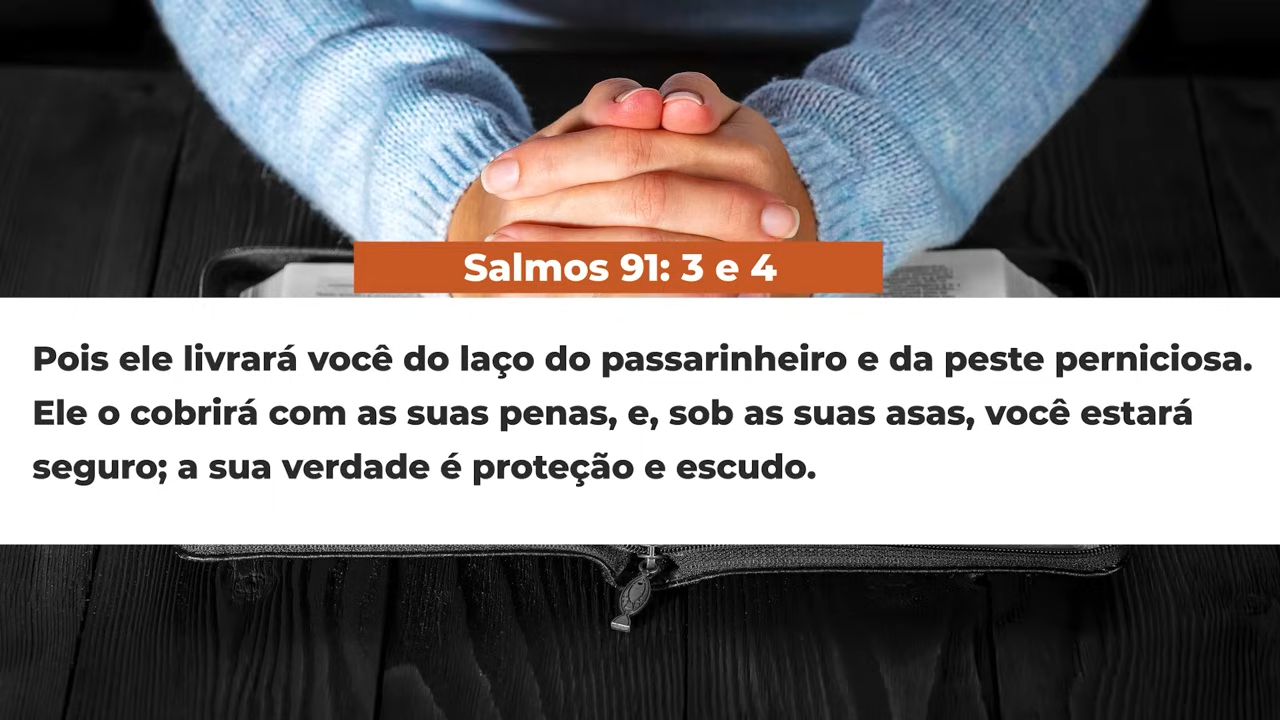 Salmos 91: 3 e 4
Pois ele livrará você do laço do passarinheiro e da peste perniciosa.
Ele o cobrirá com as suas penas, e, sob as suas asas, você estará
seguro; a sua verdade é proteção e escudo.